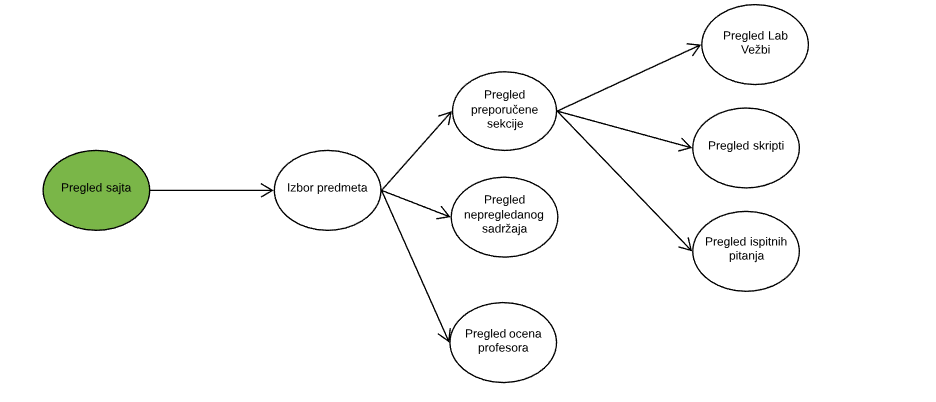 Pregled sajta
Izbor predmeta
Pregled
preporučene
sekcije
Pregled
nepregledanog
sadržaja
Pregled ocena
profesora
Pregled Lab
Vežbi
Pregled skripti
Pregled ispitnih
pitanja